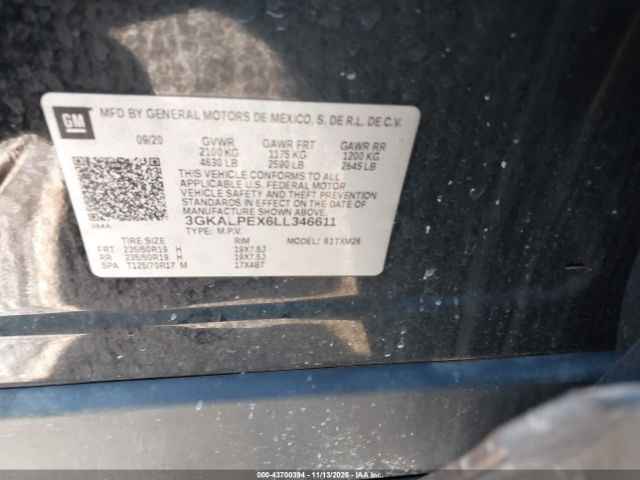 GM
MFD BY GENERAL MOTORS DE MEXICO, S. DE R.L. DE C.V.
09/20 GVWR GAWR FRT GAWR RR
2100 KG 1175 KG 1200 KG
4630 LB 2590 LB 2645 LB
THIS VEHICLE CONFORMS TO ALL
APPLICABLE U.S. FEDERAL MOTOR
VEHICLE SAFETY AND THEFT PREVENTION
STANDARDS IN EFFECT ON THE DATE OF
MANUFACTURE SHOWN ABOVE.
3GKALPEX6LL346611
TYPE: M.P.V. MODEL: 61TXM26
TIRE SIZE RIM
FRT 235/50R19 H 19X7.5J
RR 235/50R19 H 19X7.5J
SPA T125/70R17 M 17X4BT
000-43700394 | 11/13/2025 | IAA Inc.